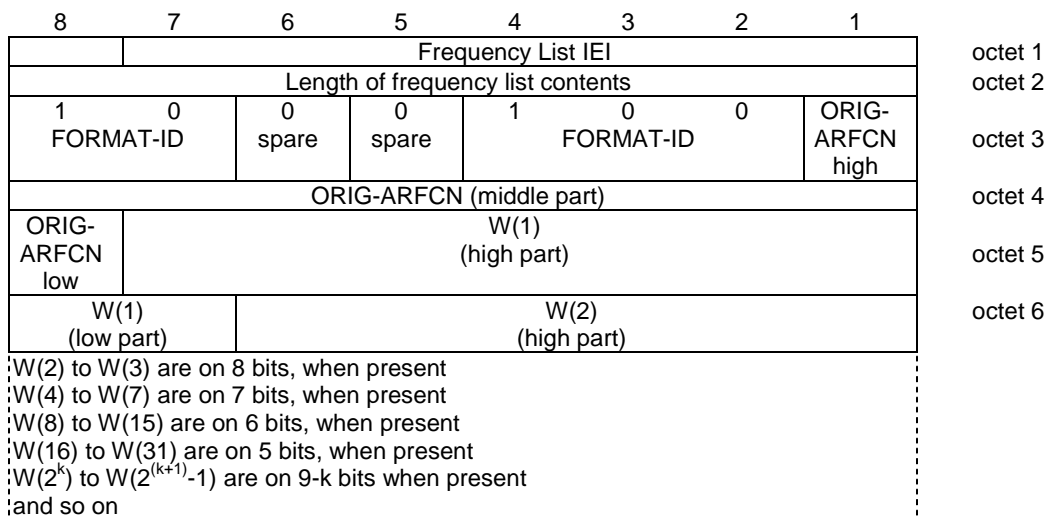 8 7 6 5 4 3 2 1
Frequency List IEI octet 1
Length of frequency list contents octet 2
1 0 0 0 1 0 0 ORIG-
FORMAT-ID spare spare FORMAT-ID ARFCN octet 3
high
ORIG-ARFCN (middle part) octet 4
ORIG- W(1)
ARFCN (high part) octet 5
low
W(1) W(2) octet 6
(low part) (high part)
W(2) to W(3) are on 8 bits, when present
W(4) to W(7) are on 7 bits, when present
W(8) to W(15) are on 6 bits, when present
W(16) to W(31) are on 5 bits, when present
W(2^k) to W(2^(k+1)-1) are on 9-k bits when present
and so on